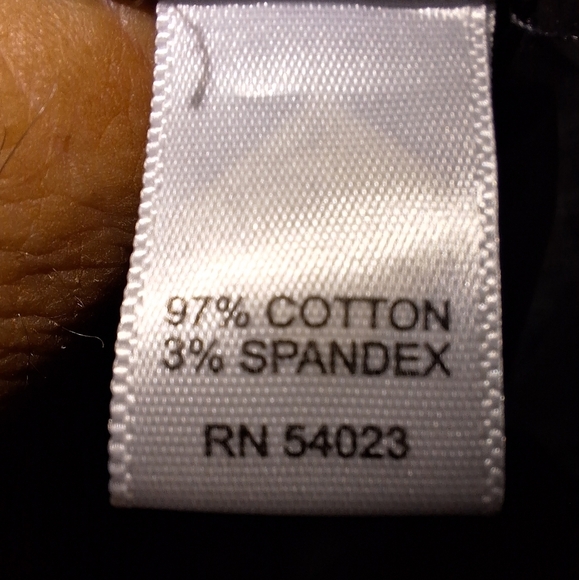 97% COTTON
3% SPANDEX
RN 54023